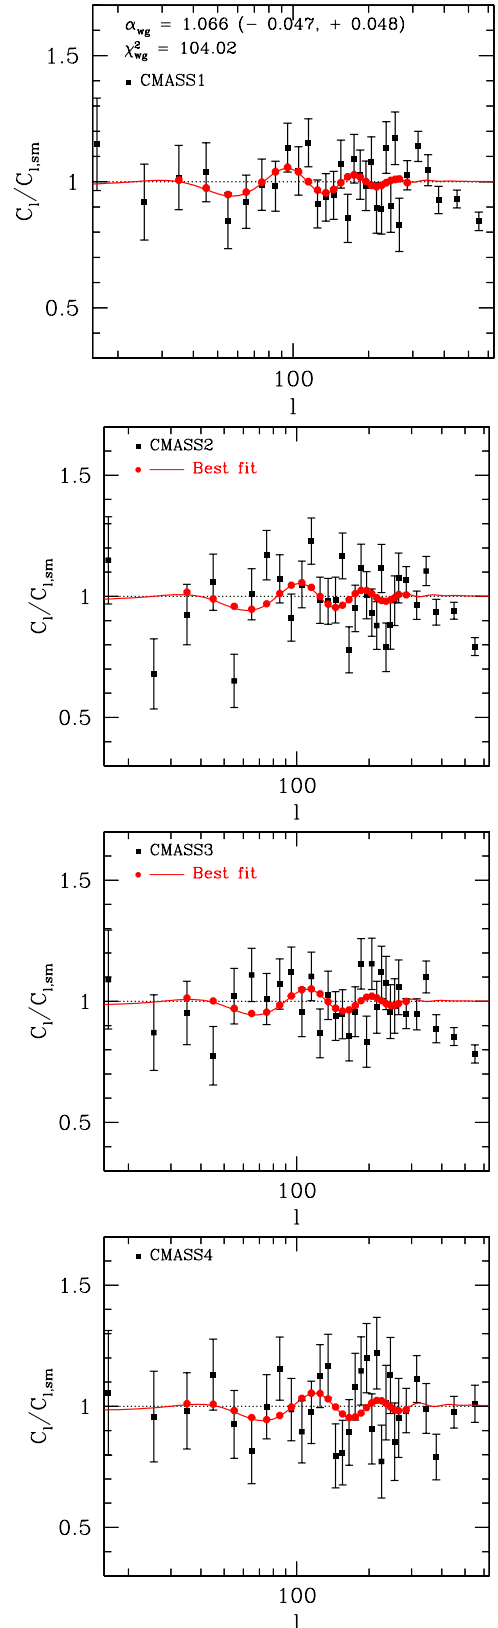 α_wg = 1.066 (− 0.047, + 0.048)
χ²_wg = 104.02
CMASS1
1.5
1
0.5
C_l/C_l,sm
100
l
CMASS2
Best fit
1.5
1
0.5
C_l/C_l,sm
100
l
CMASS3
Best fit
1.5
1
0.5
C_l/C_l,sm
100
l
CMASS4
1.5
1
0.5
C_l/C_l,sm
100
l